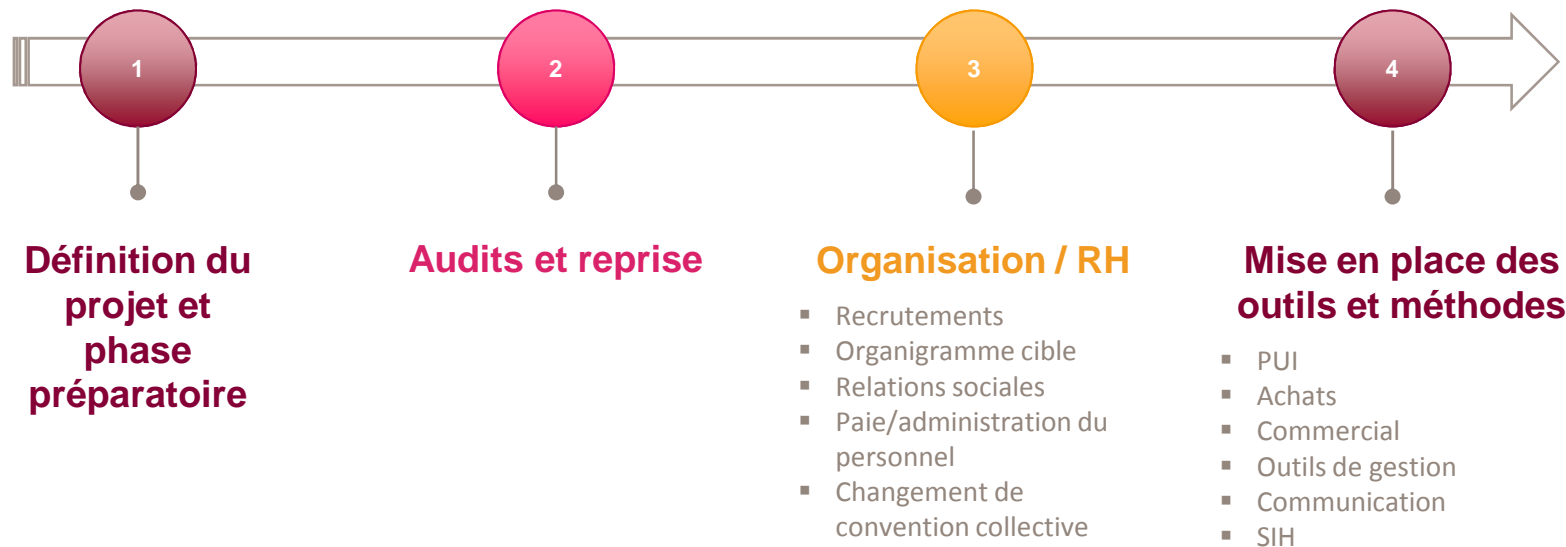 1
2
3
4
Définition du
projet et
phase
préparatoire
Audits et reprise
Organisation / RH
▪ Recrutements
▪ Organigramme cible
▪ Relations sociales
▪ Paie/administration du
personnel
▪ Changement de
convention collective
Mise en place des
outils et méthodes
▪ PUI
▪ Achats
▪ Commercial
▪ Outils de gestion
▪ Communication
▪ SIH